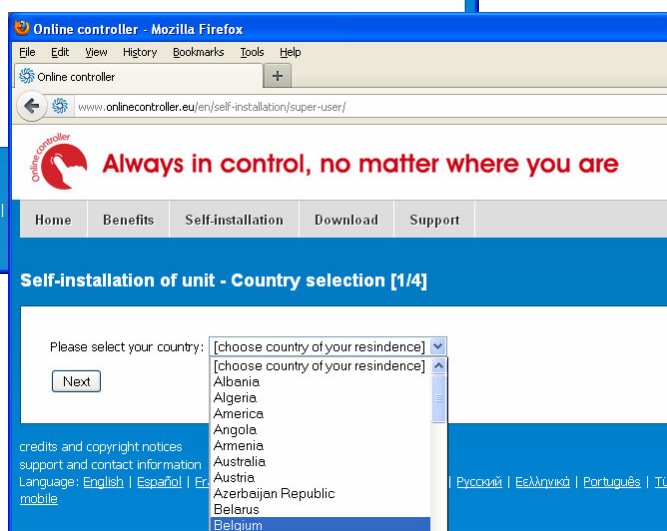 Online controller - Mozilla Firefox
File Edit View History Bookmarks Tools Help
Online controller +
www.onlinecontroller.eu/en/self-installation/super-user/
Online controller
Always in control, no matter where you are
Home Benefits Self-installation Download Support
Self-installation of unit - Country selection [1/4]
Please select your country: [choose country of your resindence]
[choose country of your resindence]
Next
Albania
Algeria
America
Angola
Armenia
Australia
Austria
Azerbaijan Republic
Belarus
Belgium
credits and copyright notices
support and contact information
Language: English | Español | | Русский | Εελληνικά | Português |
mobile